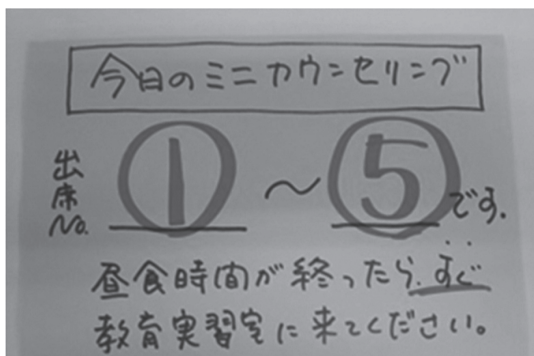 今日のミニカウンセリング
出席No. ① 〜 ⑤ です.
昼食時間が終ったら、すぐ
教育実習室に来てください。